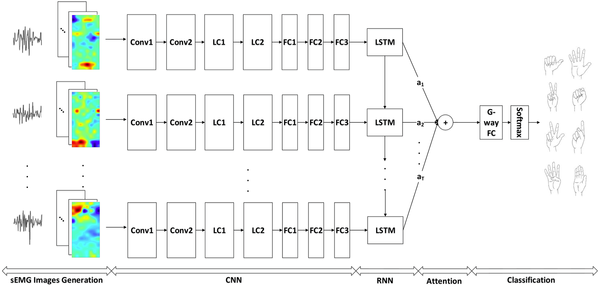 Conv1 Conv2 LC1 LC2 FC1 FC2 FC3 LSTM
a1
Conv1 Conv2 LC1 LC2 FC1 FC2 FC3 LSTM a2 + G-way FC Softmax
aT
Conv1 Conv2 LC1 LC2 FC1 FC2 FC3 LSTM
sEMG Images Generation CNN RNN Attention Classification